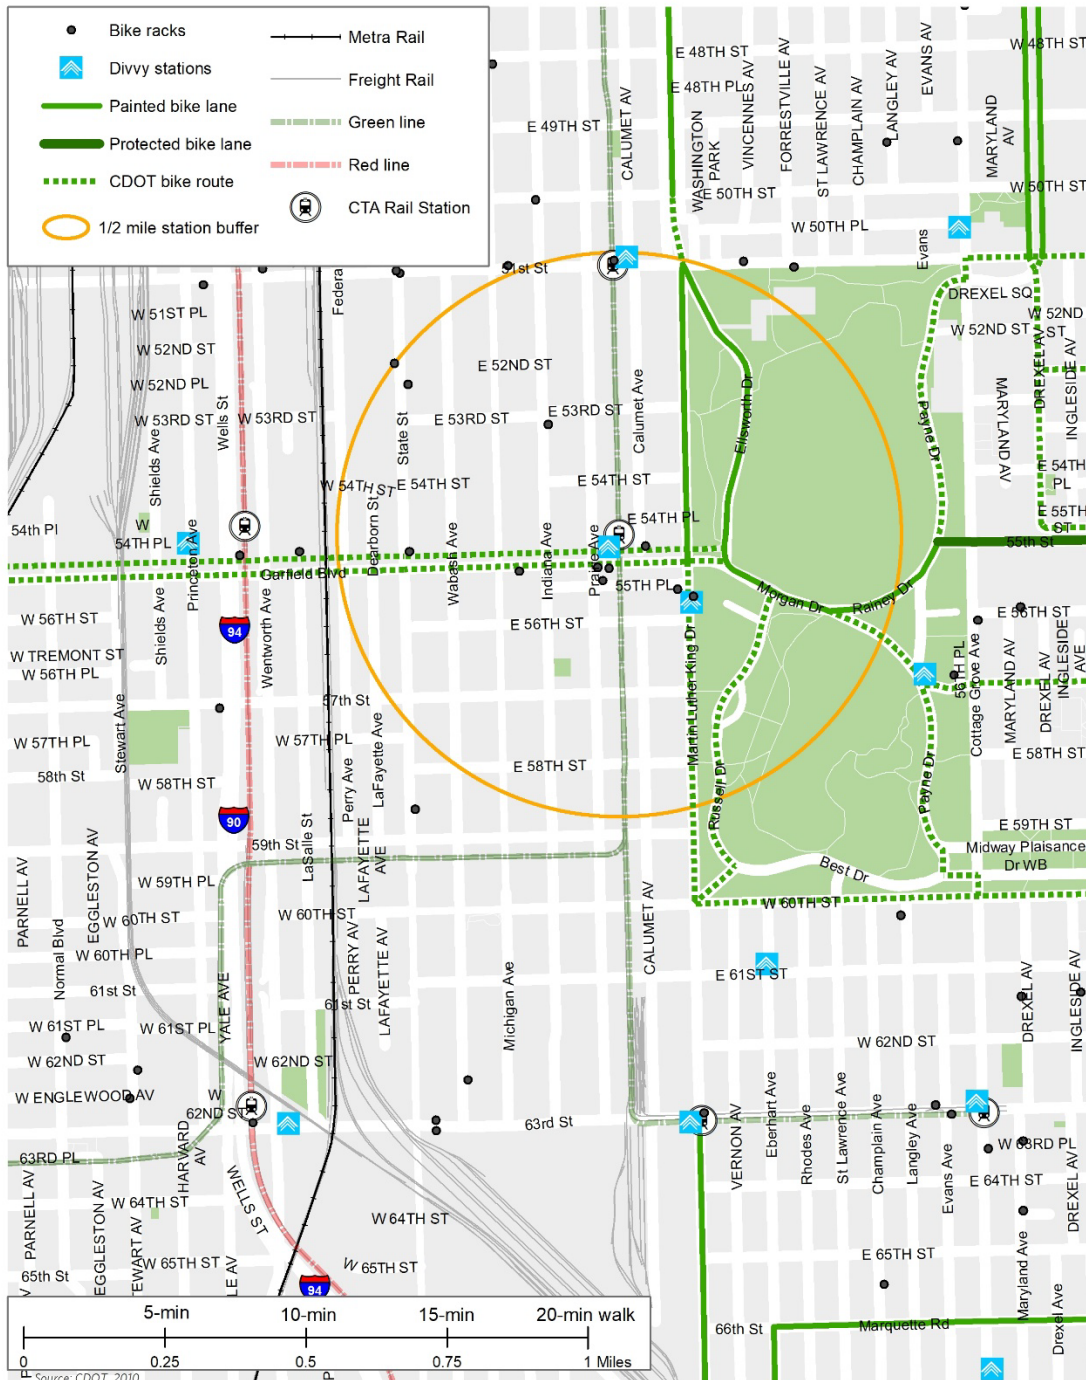 Bike racks
Divvy stations
Painted bike lane
Protected bike lane
CDOT bike route
1/2 mile station buffer
Metra Rail
Freight Rail
Green line
Red line
CTA Rail Station
W 48TH ST
E 48TH ST
E 48TH PL
E 49TH ST
CALUMET AV
WASHINGTON
PARK
VINCENNES AV
FORRESTVILLE AV
ST LAWRENCE AV
CHAMPLAIN AV
LANGLEY AV
EVANS AV
MARYLAND
AV
E 50TH ST
W 50TH ST
W 50TH PL
Evans
51st St
Federa
DREXEL SQ
W 51ST PL
W 52ND ST
W 52ND
ST
W 52ND ST
E 52ND ST
W 52ND PL
DREXEL AV
INGLESIDE AV
W 53RD ST
Wells St
W 53RD ST
State St
E 53RD ST
E 53RD ST
Calumet Ave
Ellsworth Dr
Payne Dr
MARYLAND AV
Shields Ave
W 54TH ST
E 54TH ST
E 54TH ST
E 54TH
PL
54th Pl
W
54TH PL
E 54TH PL
E 55TH
ST
55th St
Princeton Ave
Dearborn St
Wabash Ave
Indiana Ave
Prairie Ave
Garfield Blvd
55TH PL
Morgan Dr
Rainey Dr
W 56TH ST
Shields Ave
94
Wentworth Ave
E 56TH ST
E 56TH ST
W TREMONT ST
W 56TH PL
56TH PL
Cottage Grove Ave
MARYLAND AV
DREXEL AV
INGLESIDE
AVE
Stewart Ave
57th St
Martin Luther King Dr
W 57TH PL
W 57TH PL
58th St
W 58TH ST
Perry Ave
LaFayette Ave
E 58TH ST
E 58TH ST
Russell Dr
Payne Dr
90
59th St
LaSalle St
E 59TH ST
Midway Plaisance
Dr WB
Best Dr
PARNELL AV
EGGLESTON AV
W 59TH PL
LAFAYETTE
AVE
W 60TH ST
W 60TH ST
W 60TH ST
Normal Blvd
W 60TH PL
PERRY AV
LAFAYETTE AV
CALUMET AV
61st St
61st St
E 61ST ST
W 61ST PL
W 61ST PL
YALE AVE
Michigan Ave
DREXEL AV
INGLESIDE AV
W 62ND ST
W 62ND ST
W 62ND ST
W ENGLEWOOD AV
W
62ND ST
63rd St
63RD PL
HARVARD
AV
VERNON AV
Eberhart Ave
Rhodes Ave
St Lawrence Ave
Champlain Ave
Langley Ave
Evans Ave
W 63RD PL
E 64TH ST
DREXEL AV
PARNELL AV
EGGLESTON AV
W 64TH ST
WELLS ST
W 64TH ST
EWART AV
W 65TH ST
W 65TH ST
E 65TH ST
65th St
LE AV
94
Maryland Ave
Drexel Ave
66th St
Marquette Rd
5-min
10-min
15-min
20-min walk
0
0.25
0.5
0.75
1 Miles
Source: CDOT, 2010